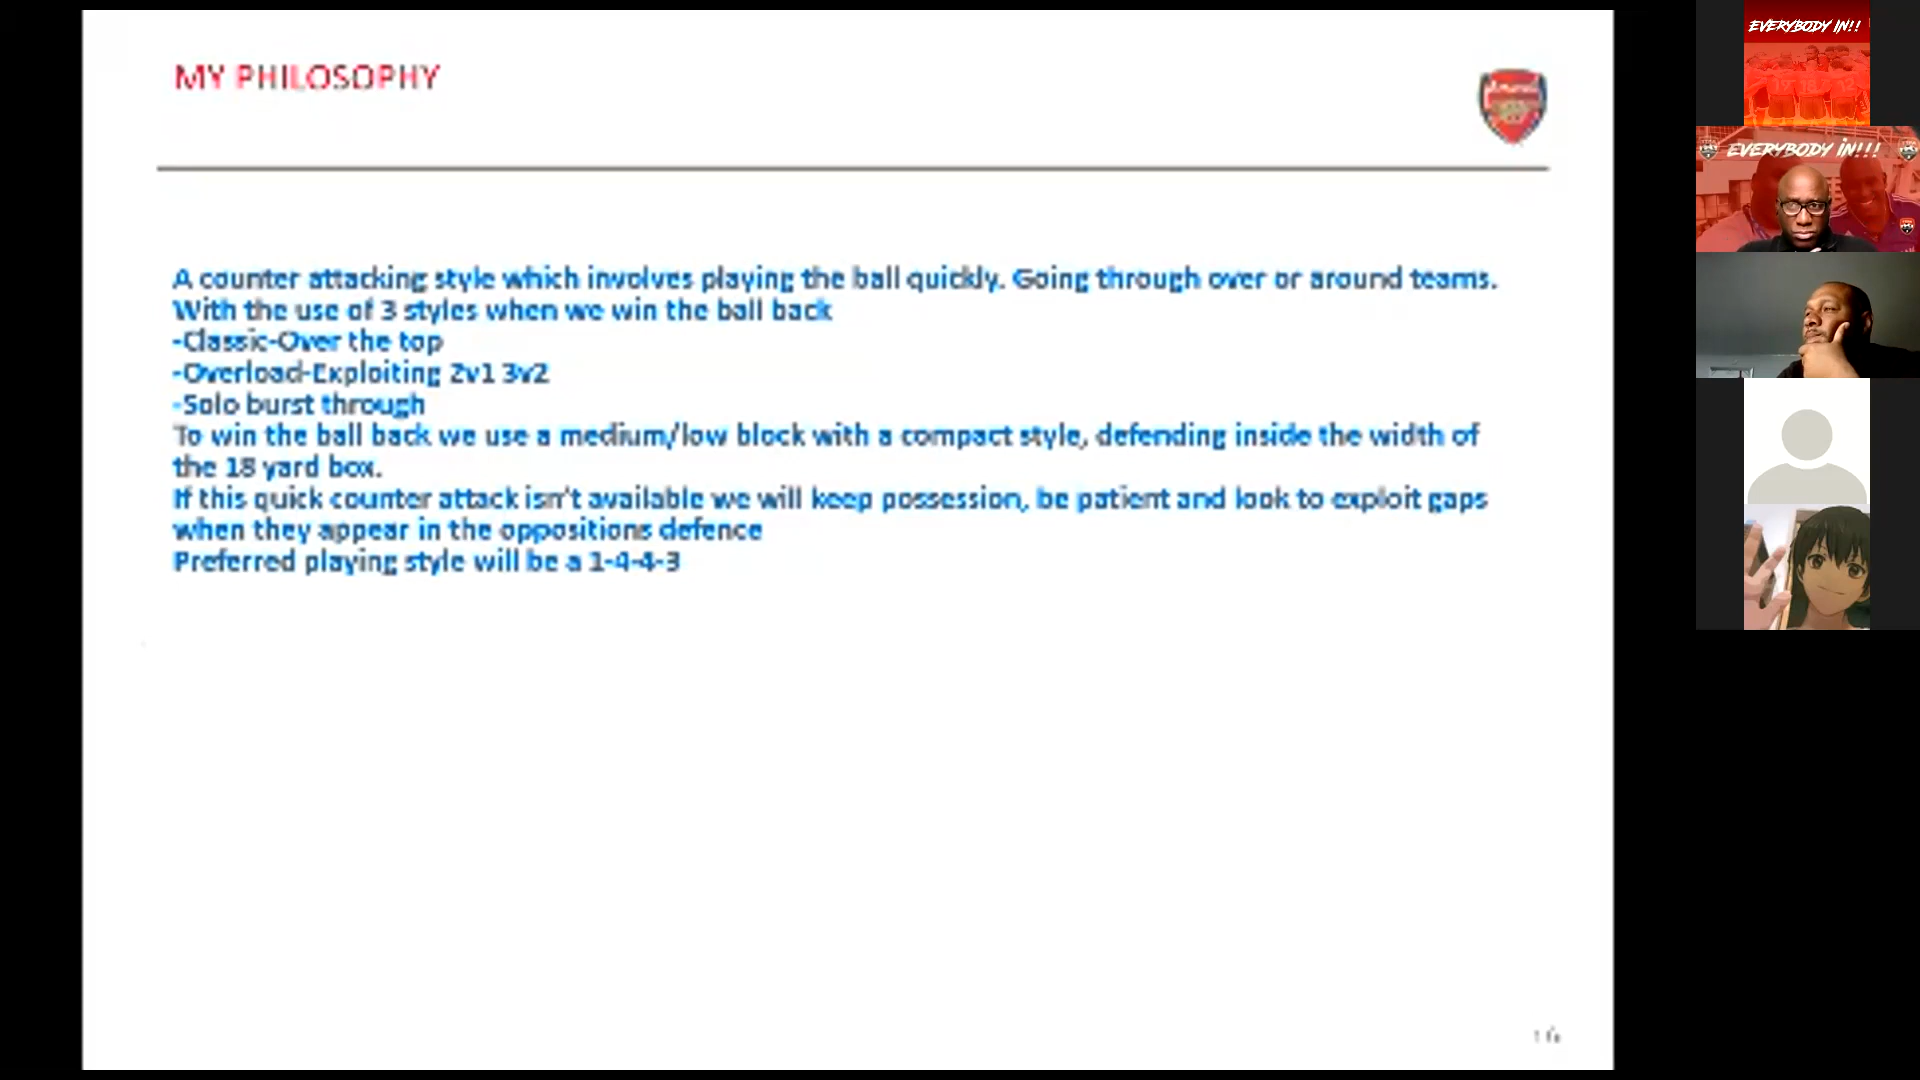 MY PHILOSOPHY
A counter attacking style which involves playing the ball quickly. Going through over or around teams.
With the use of 3 styles when we win the ball back
-Classic-Over the top
-Overload-Exploiting 2v1 3v2
-Solo burst through
To win the ball back we use a medium/low block with a compact style, defending inside the width of
the 18 yard box.
If this quick counter attack isn't available we will keep possession, be patient and look to exploit gaps
when they appear in the oppositions defence
Preferred playing style will be a 1-4-4-3
Arsenal
EVERYBODY IN!!
EVERYBODY IN!!!